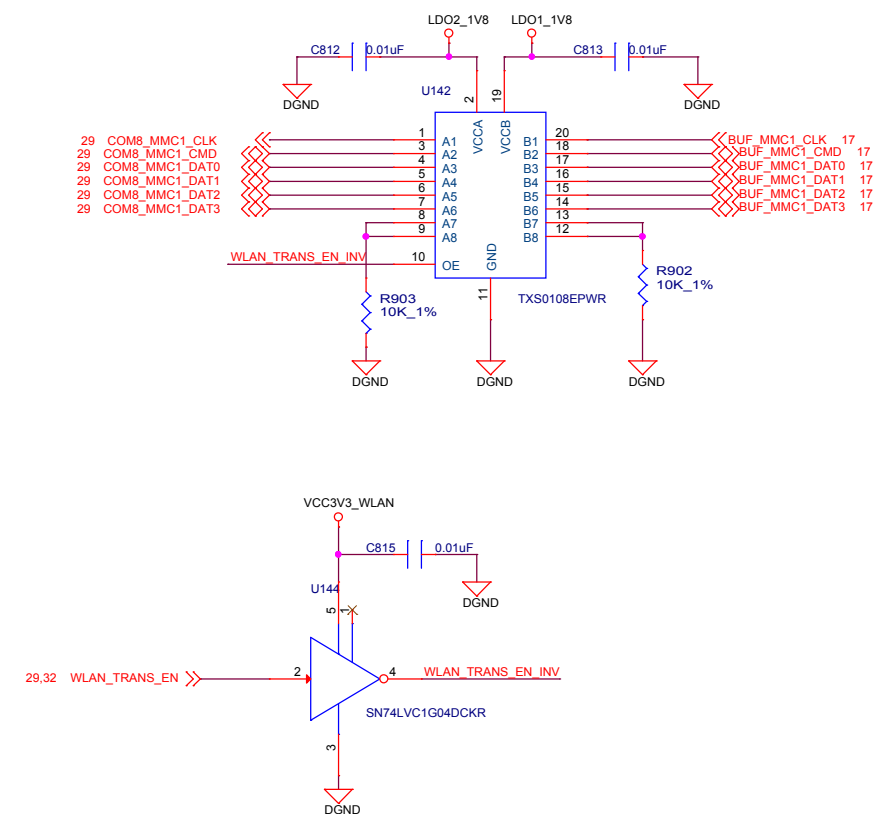 LDO2_1V8 LDO1_1V8
C812 0.01uF C813 0.01uF
U142
DGND 2 19 DGND
VCCA VCCB
29 COM8_MMC1_CLK 1 A1 B1 20 BUF_MMC1_CLK 17
29 COM8_MMC1_CMD 3 A2 B2 18 BUF_MMC1_CMD 17
29 COM8_MMC1_DAT0 4 A3 B3 17 BUF_MMC1_DAT0 17
29 COM8_MMC1_DAT1 5 A4 B4 16 BUF_MMC1_DAT1 17
29 COM8_MMC1_DAT2 6 A5 B5 15 BUF_MMC1_DAT2 17
29 COM8_MMC1_DAT3 7 A6 B6 14 BUF_MMC1_DAT3 17
8 A7 B7 13
9 A8 B8 12
WLAN_TRANS_EN_INV 10 OE GND
11
R903 TXS0108EPWR R902
10K_1% 10K_1%
DGND DGND DGND
VCC3V3_WLAN
C815 0.01uF
U144 DGND
5 1
29,32 WLAN_TRANS_EN 2 4 WLAN_TRANS_EN_INV
SN74LVC1G04DCKR
3
DGND